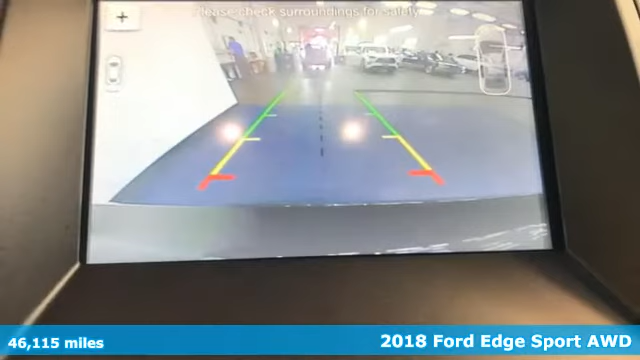 Please check surroundings for safety
+
46,115 miles
2018 Ford Edge Sport AWD